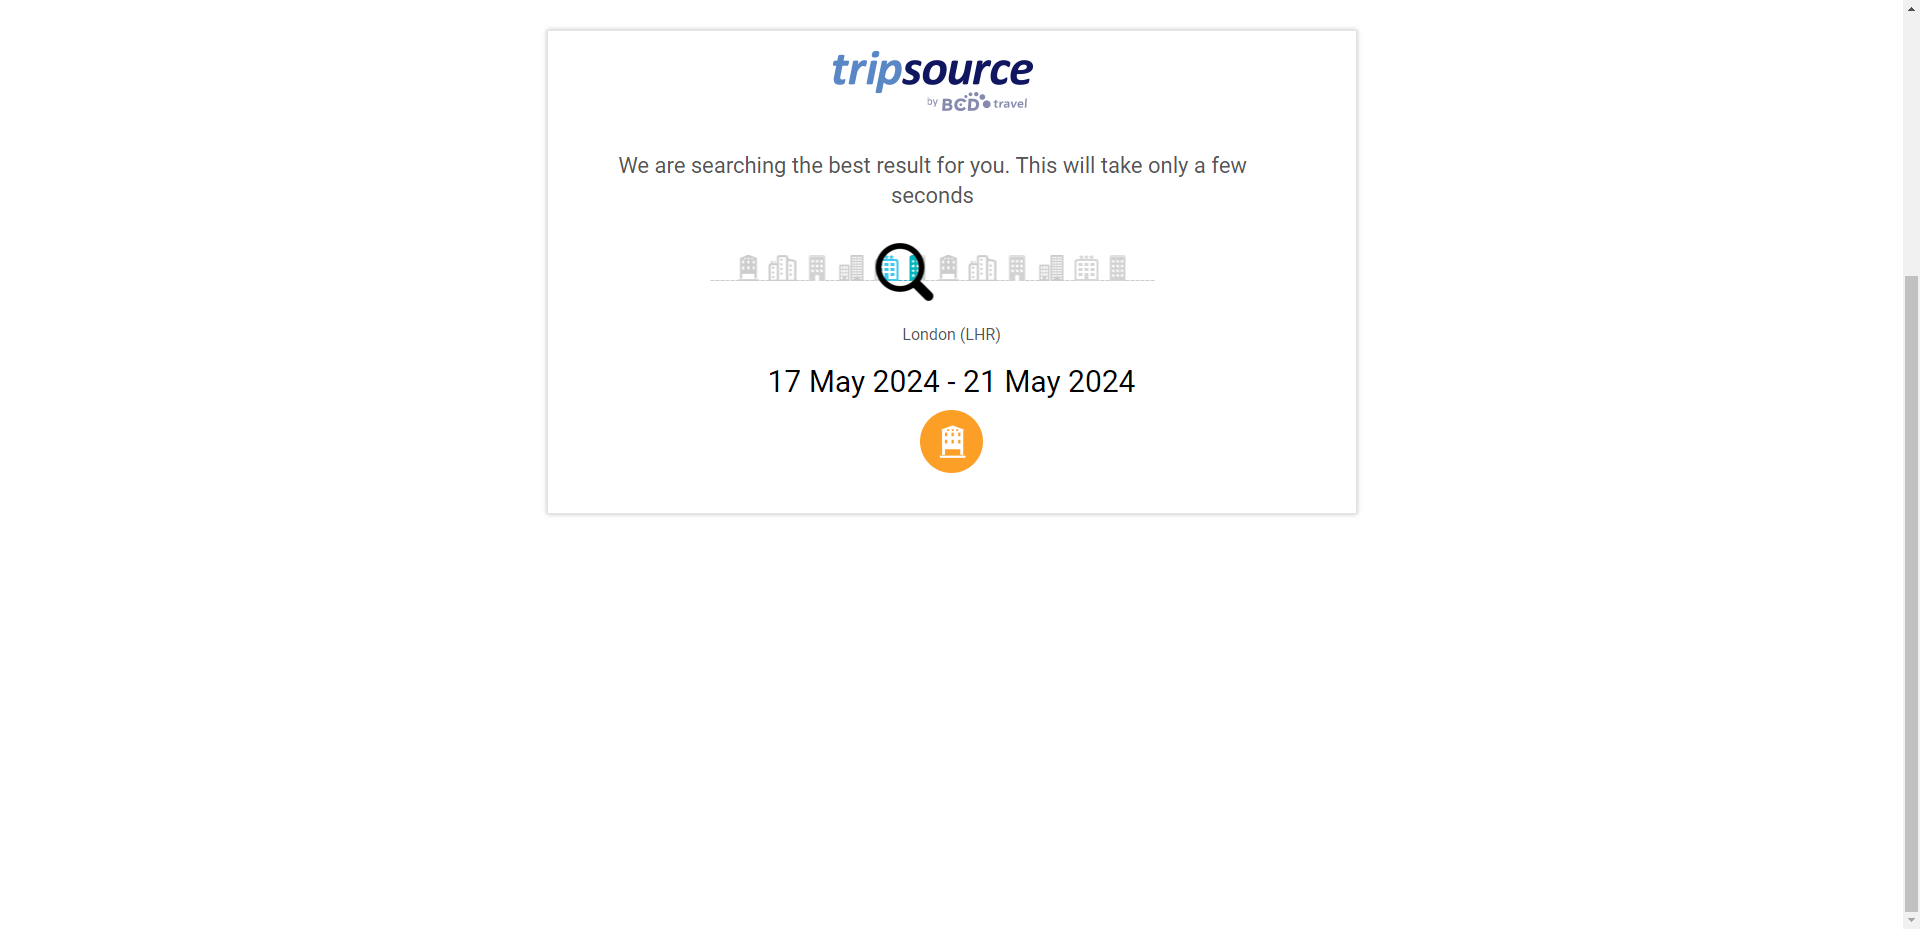 tripsource
by BCD travel
We are searching the best result for you. This will take only a few
seconds
London (LHR)
17 May 2024 - 21 May 2024